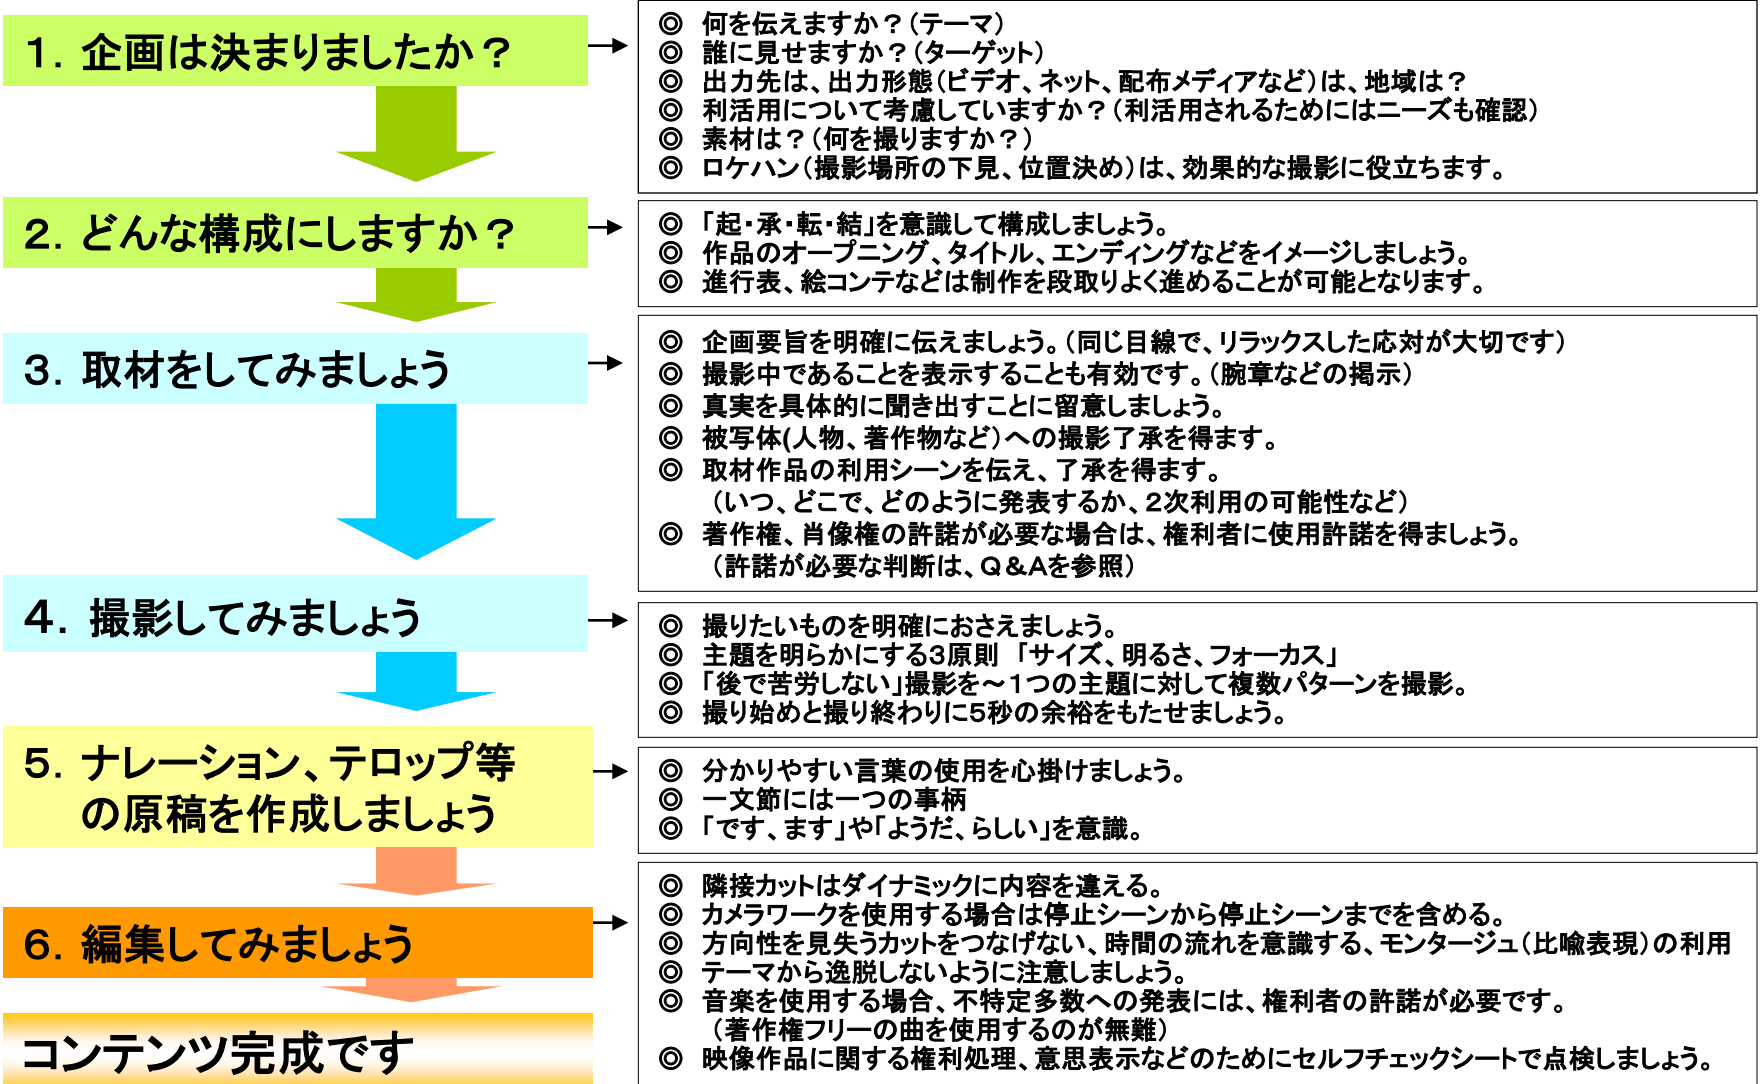 １．企画は決まりましたか？
◎ 何を伝えますか？（テーマ）
◎ 誰に見せますか？（ターゲット）
◎ 出力先は、出力形態（ビデオ、ネット、配布メディアなど）は、地域は？
◎ 利活用について考慮していますか？（利活用されるためにはニーズも確認）
◎ 素材は？（何を撮りますか？）
◎ ロケハン（撮影場所の下見、位置決め）は、効果的な撮影に役立ちます。
２．どんな構成にしますか？
◎ 「起・承・転・結」を意識して構成しましょう。
◎ 作品のオープニング、タイトル、エンディングなどをイメージしましょう。
◎ 進行表、絵コンテなどは制作を段取りよく進めることが可能となります。
３．取材をしてみましょう
◎ 企画要旨を明確に伝えましょう。（同じ目線で、リラックスした応対が大切です）
◎ 撮影中であることを表示することも有効です。（腕章などの掲示）
◎ 真実を具体的に聞き出すことに留意しましょう。
◎ 被写体(人物、著作物など）への撮影了承を得ます。
◎ 取材作品の利用シーンを伝え、了承を得ます。
（いつ、どこで、どのように発表するか、２次利用の可能性など）
◎ 著作権、肖像権の許諾が必要な場合は、権利者に使用許諾を得ましょう。
（許諾が必要な判断は、Ｑ＆Ａを参照）
４．撮影してみましょう
◎ 撮りたいものを明確におさえましょう。
◎ 主題を明らかにする３原則 「サイズ、明るさ、フォーカス」
◎ 「後で苦労しない」撮影を～１つの主題に対して複数パターンを撮影。
◎ 撮り始めと撮り終わりに５秒の余裕をもたせましょう。
５．ナレーション、テロップ等
の原稿を作成しましょう
◎ 分かりやすい言葉の使用を心掛けましょう。
◎ 一文節には一つの事柄
◎ 「です、ます」や「ようだ、らしい」を意識。
６．編集してみましょう
◎ 隣接カットはダイナミックに内容を違える。
◎ カメラワークを使用する場合は停止シーンから停止シーンまでを含める。
◎ 方向性を見失うカットをつなげない、時間の流れを意識する、モンタージュ（比喩表現）の利用
◎ テーマから逸脱しないように注意しましょう。
◎ 音楽を使用する場合、不特定多数への発表には、権利者の許諾が必要です。
（著作権フリーの曲を使用するのが無難）
◎ 映像作品に関する権利処理、意思表示などのためにセルフチェックシートで点検しましょう。
コンテンツ完成です